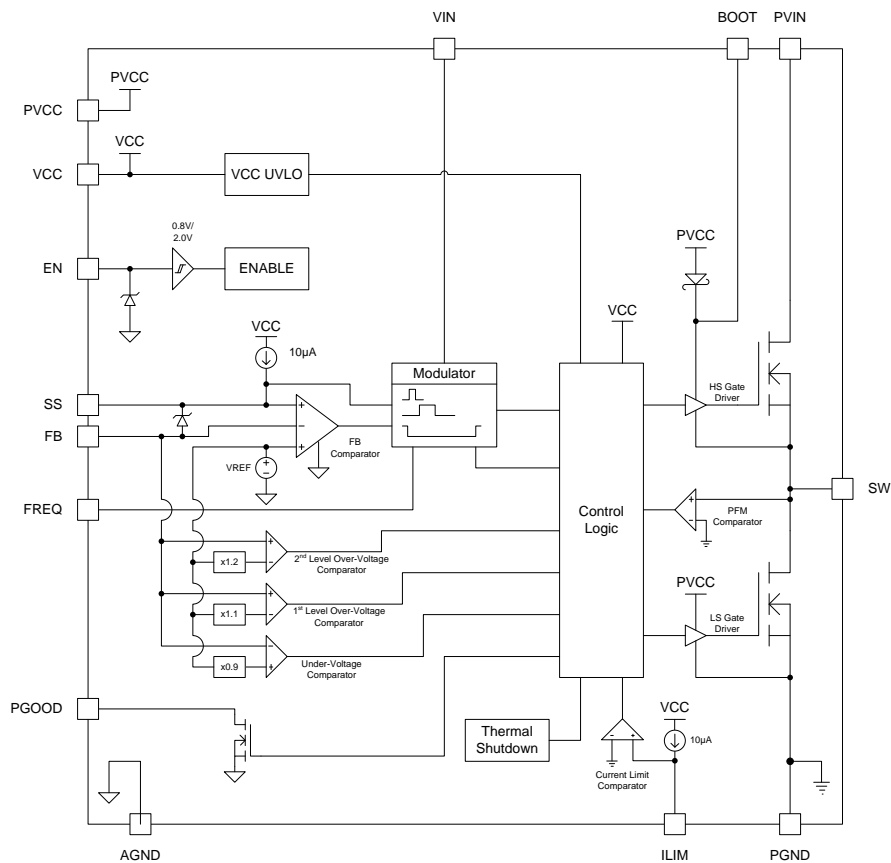 VIN
BOOT
PVIN
PVCC
PVCC
VCC
VCC
VCC UVLO
0.8V/
2.0V
EN
ENABLE
PVCC
VCC
VCC
10µA
Modulator
SS
FB
HS Gate
Driver
FB
Comparator
VREF
FREQ
SW
Control
Logic
PFM
Comparator
x1.2
2nd Level Over-Voltage
Comparator
x1.1
1st Level Over-Voltage
Comparator
PVCC
LS Gate
Driver
x0.9
Under-Voltage
Comparator
PGOOD
VCC
10µA
Thermal
Shutdown
Current Limit
Comparator
AGND
ILIM
PGND